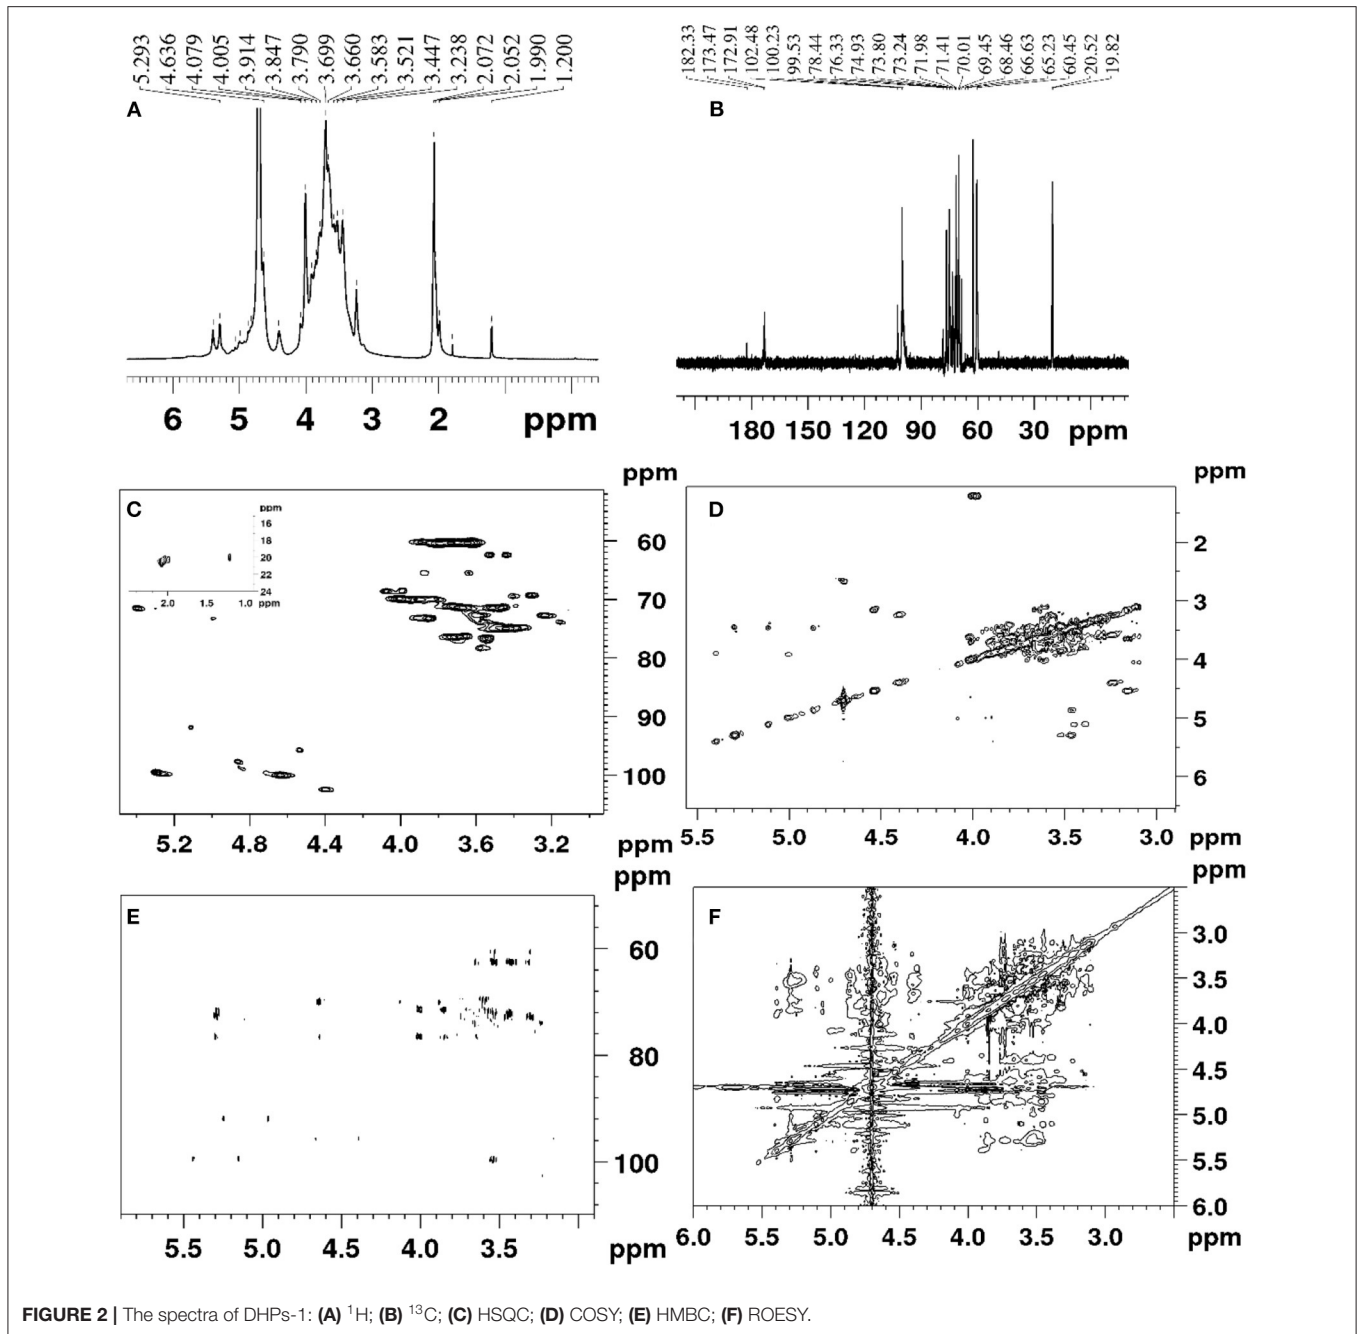 5.293 4.636 4.079 4.005 3.914 3.847 3.790 3.699 3.660 3.583 3.521 3.447 3.238 2.072 2.052 1.990 1.200
A
6 5 4 3 2 ppm
182.33 173.47 172.91 102.48 100.23 99.53 78.44 76.33 74.93 73.80 73.24 71.98 71.41 70.01 69.45 68.46 66.63 65.23 60.45 20.52 19.82
B
180 150 120 90 60 30 ppm
ppm
C
ppm
16
18
20
22
24
2.0 1.5 1.0 ppm
60
70
80
90
100
5.2 4.8 4.4 4.0 3.6 3.2 ppm
ppm
D
2
3
4
5
6
5.5 5.0 4.5 4.0 3.5 3.0 ppm
ppm
E
60
80
100
5.5 5.0 4.5 4.0 3.5 ppm
ppm
F
3.0
3.5
4.0
4.5
5.0
5.5
6.0
6.0 5.5 5.0 4.5 4.0 3.5 3.0 ppm
FIGURE 2 | The spectra of DHPs-1: (A) ¹H; (B) ¹³C; (C) HSQC; (D) COSY; (E) HMBC; (F) ROESY.